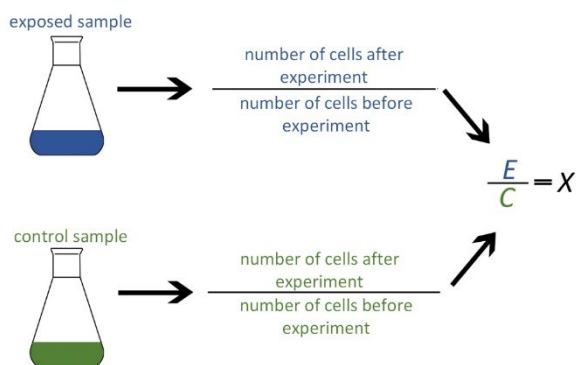 exposed sample
number of cells after
experiment
number of cells before
experiment
E
C
= X
control sample
number of cells after
experiment
number of cells before
experiment